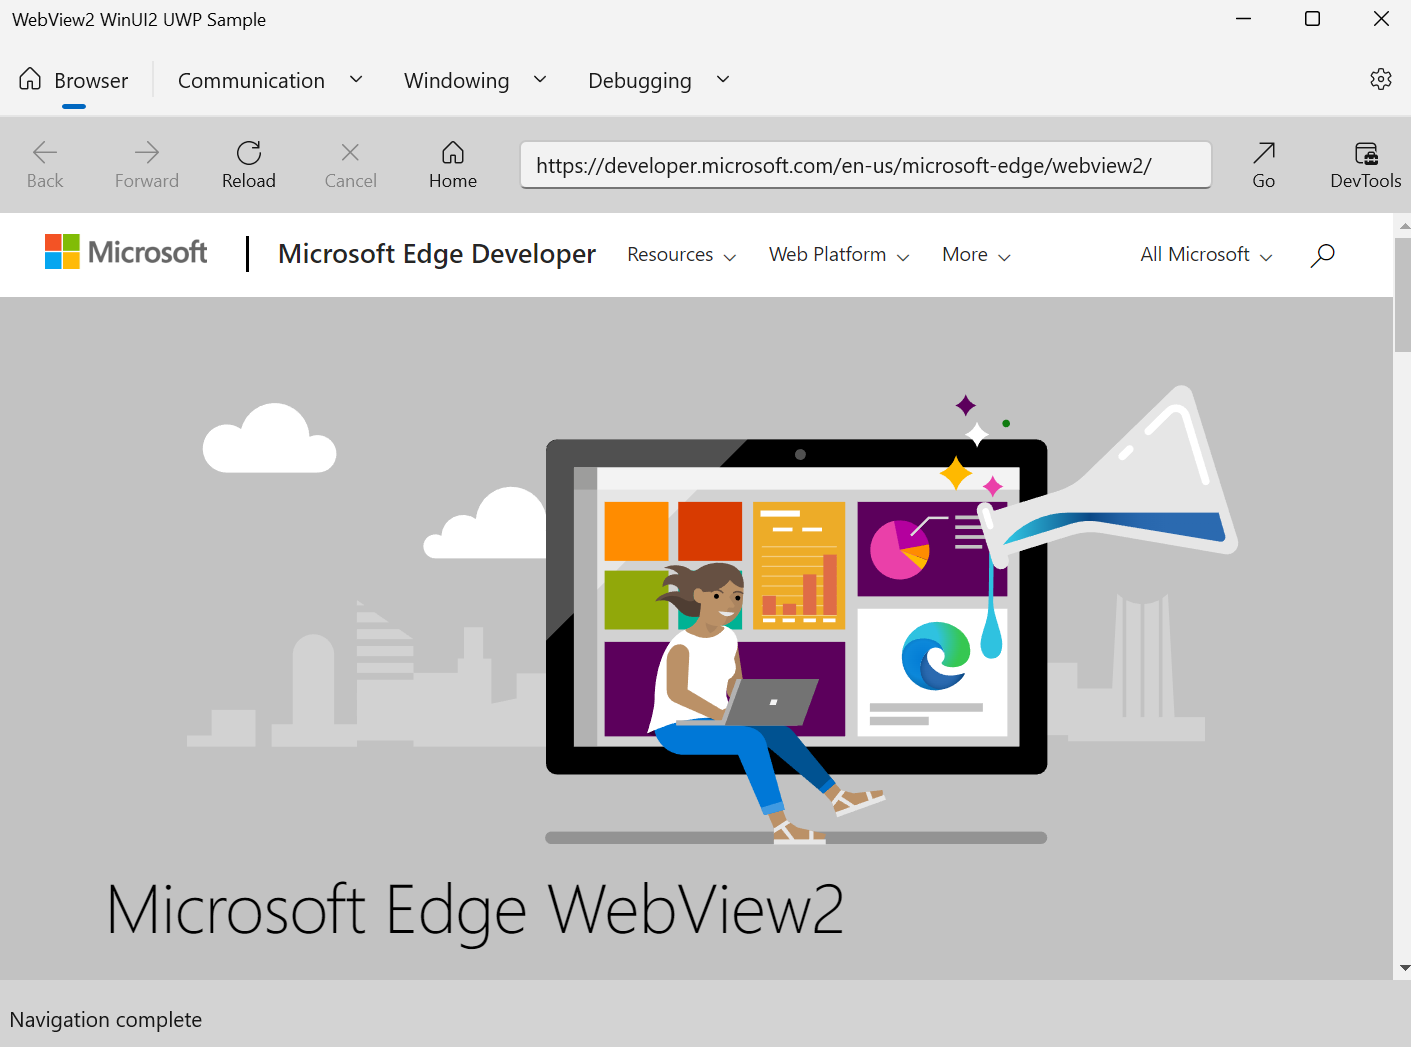 WebView2 WinUI2 UWP Sample
Browser Communication Windowing Debugging
Back Forward Reload Cancel Home https://developer.microsoft.com/en-us/microsoft-edge/webview2/ Go DevTools
Microsoft Microsoft Edge Developer Resources Web Platform More All Microsoft
Microsoft Edge WebView2
Navigation complete